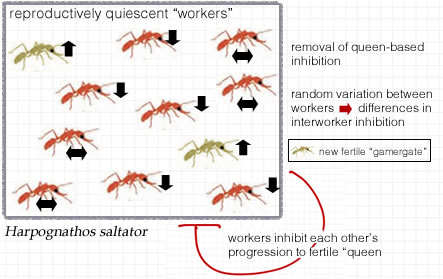 reproductively quiescent “workers”
removal of queen-based
inhibition
random variation between
workers differences in
interworker inhibition
new fertile “gamergate”
Harpognathos saltator
workers inhibit each other’s
progression to fertile “queen